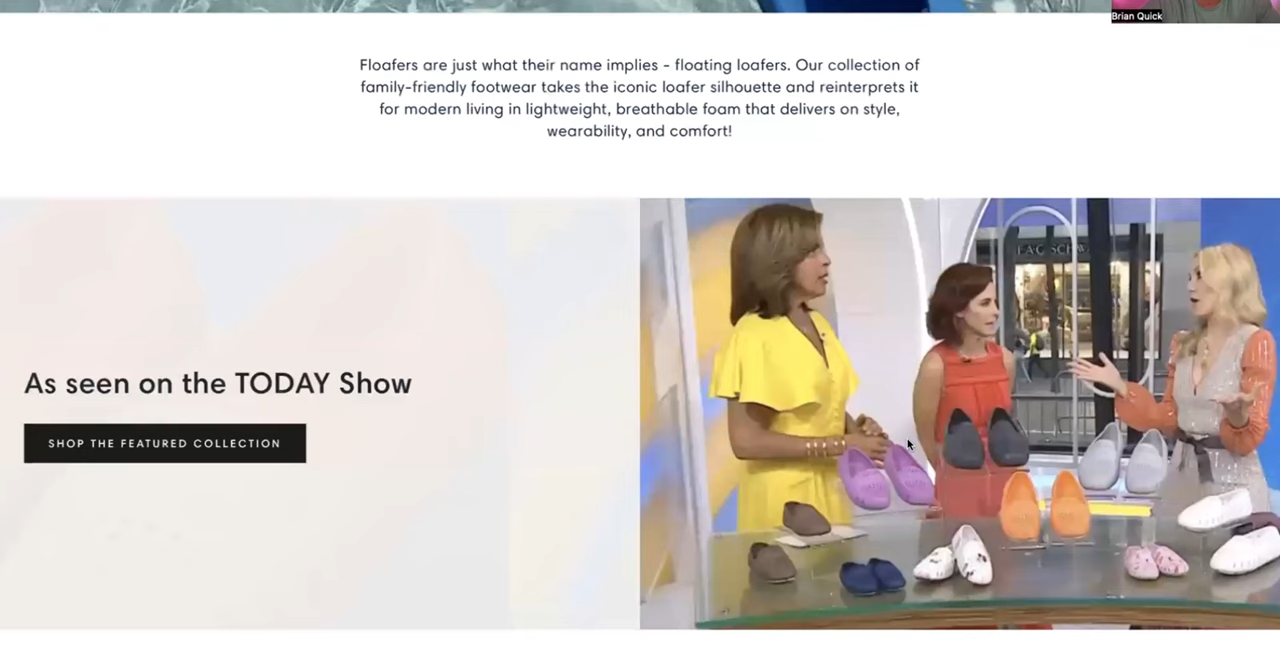 Brian Quick
Floafers are just what their name implies - floating loafers. Our collection of
family-friendly footwear takes the iconic loafer silhouette and reinterprets it
for modern living in lightweight, breathable foam that delivers on style,
wearability, and comfort!
As seen on the TODAY Show
SHOP THE FEATURED COLLECTION